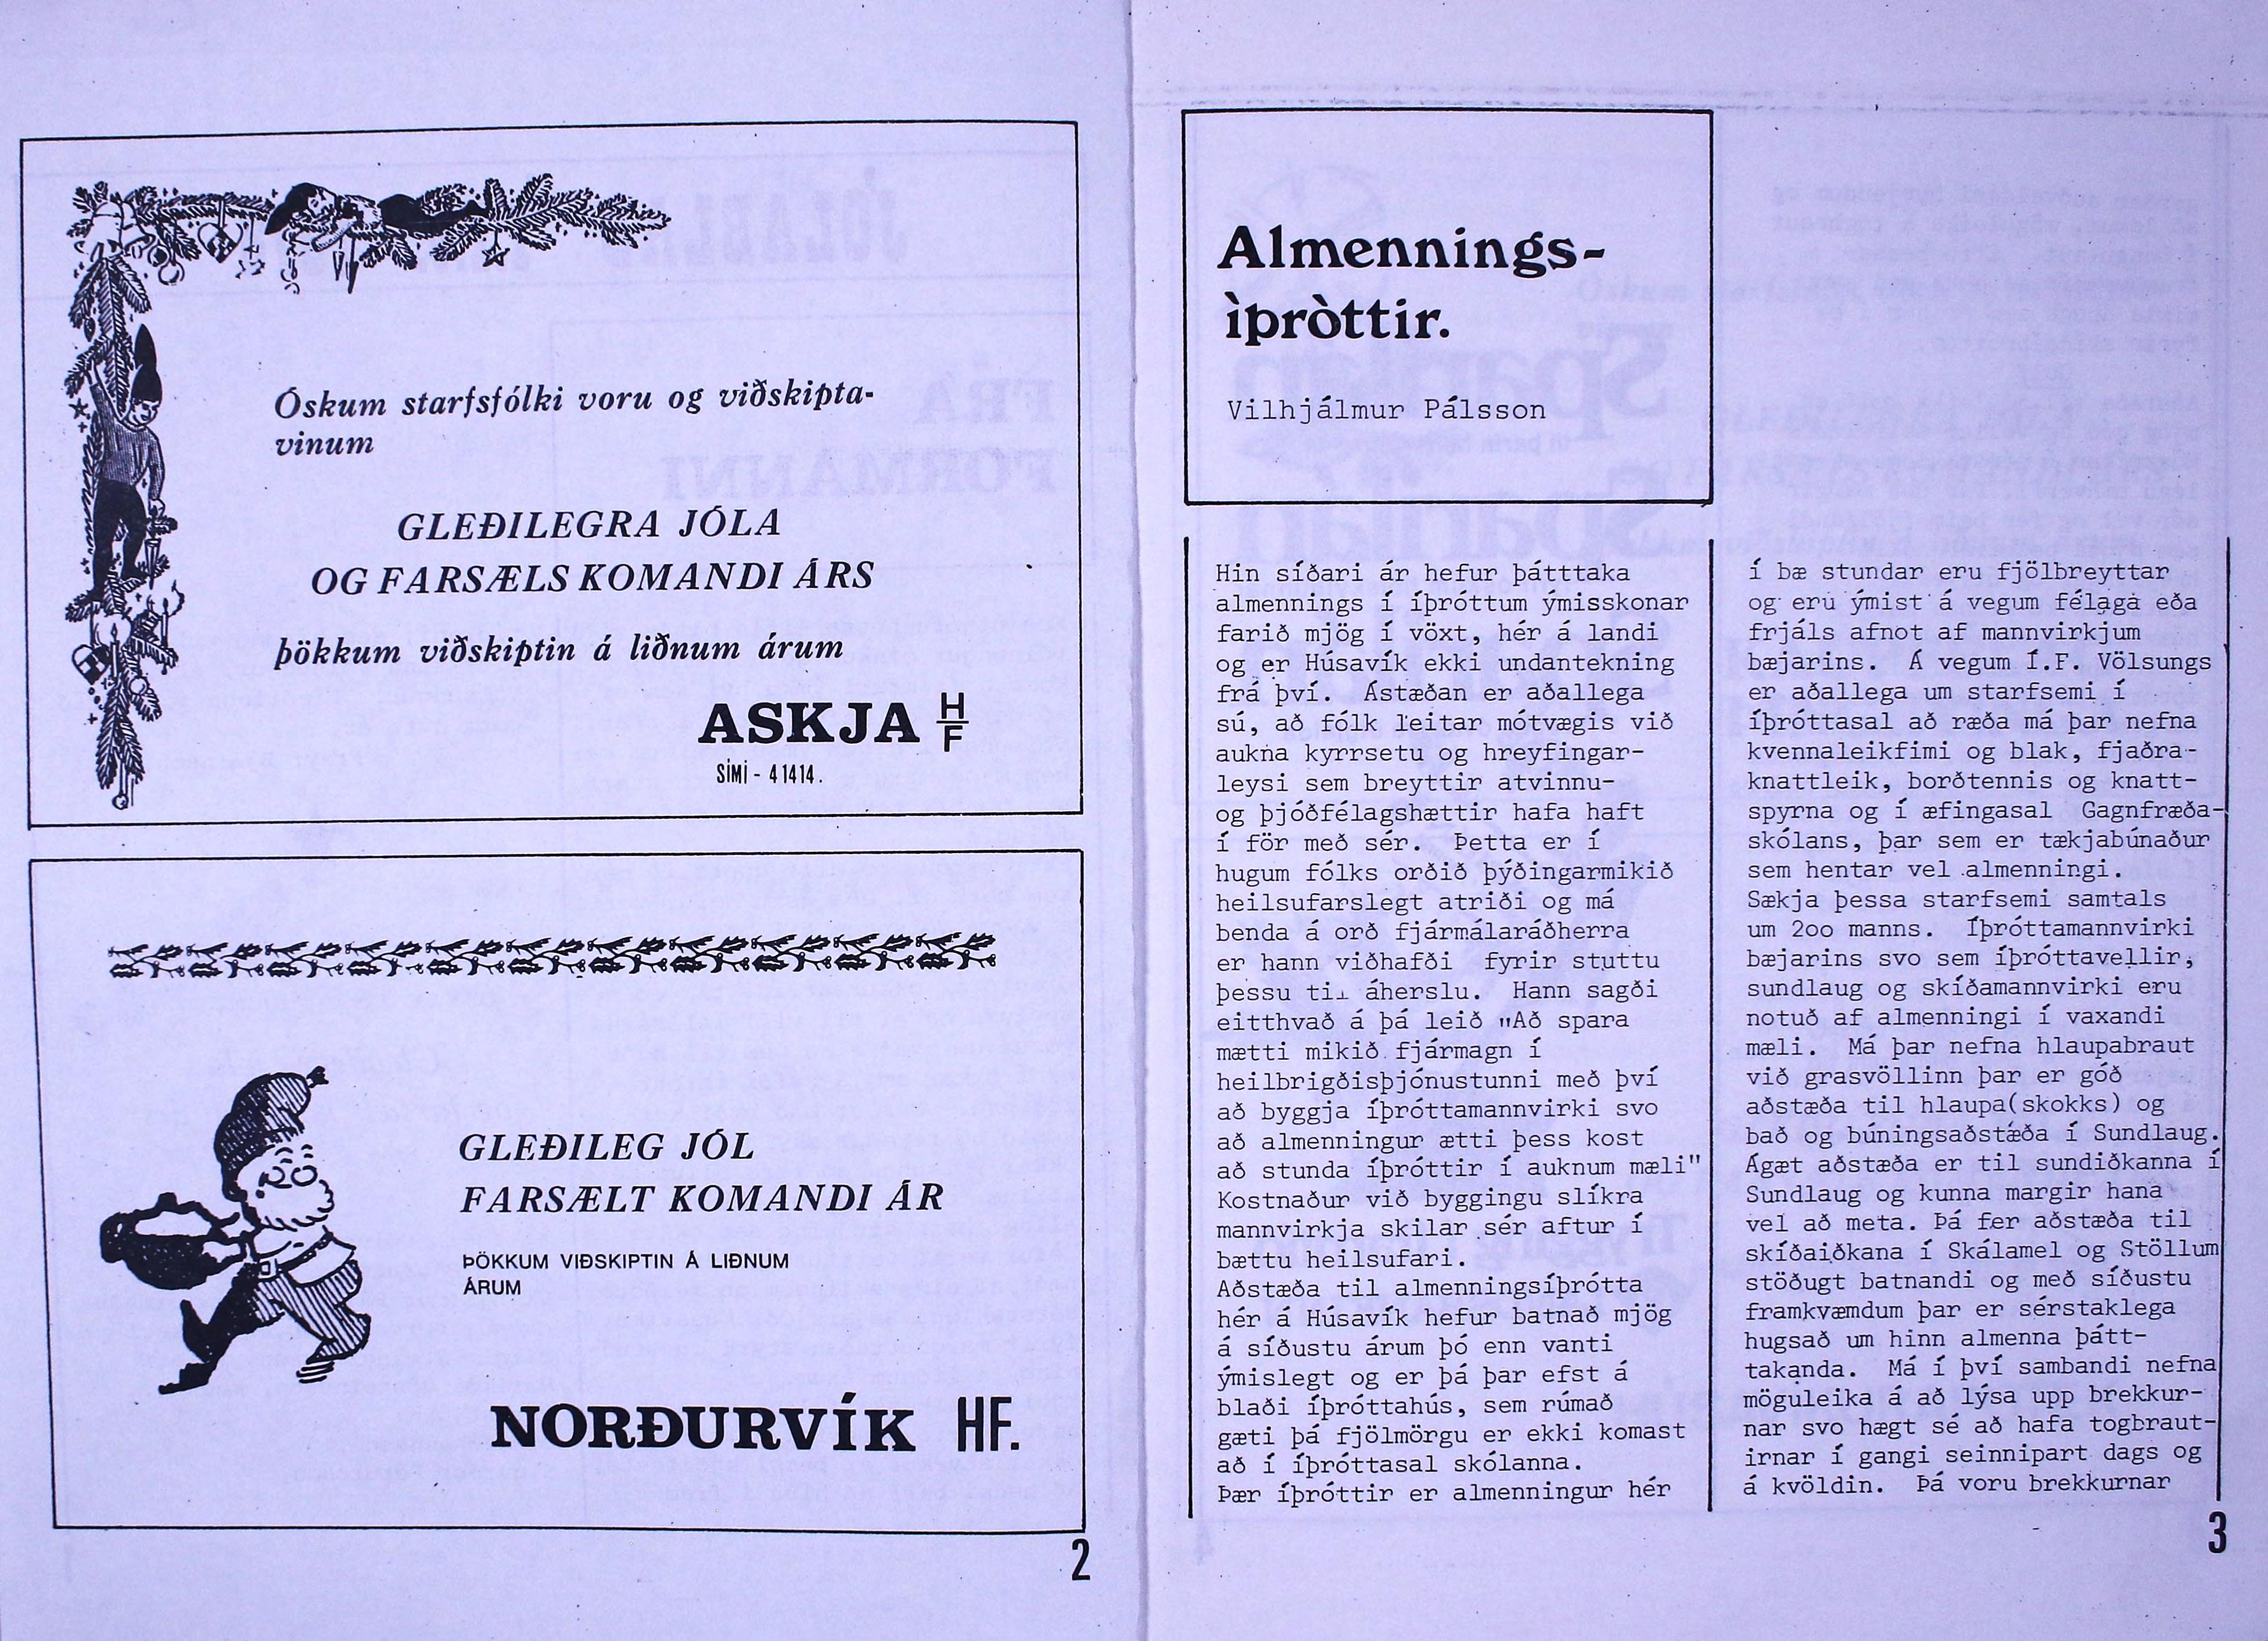 Óskum starfsfólki voru og viðskipta-
vinum
GLEÐILEGRA JÓLA
OG FARSÆLS KOMANDI ÁRS
þökkum viðskiptin á liðnum árum
ASKJA H/F
SÍMI - 41414.
GLEÐILEG JÓL
FARSÆLT KOMANDI ÁR
ÞÖKKUM VIÐSKIPTIN Á LIÐNUM
ÁRUM
NORÐURVÍK HF.
2
Almennings-
ìþròttir.
Vilhjálmur Pálsson
Hin síðari ár hefur þátttaka
almennings í íþróttum ýmisskonar
farið mjög í vöxt, hér á landi
og er Húsavík ekki undantekning
frá því. Ástæðan er aðallega
sú, að fólk leitar mótvægis við
aukna kyrrsetu og hreyfingar-
leysi sem breyttir atvinnu-
og þjóðfélagshættir hafa haft
í för með sér. Þetta er í
hugum fólks orðið þýðingarmikið
heilsufarslegt atriði og má
benda á orð fjármálaráðherra
er hann viðhafði fyrir stuttu
þessu til áherslu. Hann sagði
eitthvað á þá leið "Að spara
mætti mikið fjármagn í
heilbrigðisþjónustunni með því
að byggja íþróttamannvirki svo
að almenningur ætti þess kost
að stunda íþróttir í auknum mæli"
Kostnaður við byggingu slíkra
mannvirkja skilar sér aftur í
bættu heilsufari.
Aðstæða til almenningsíþrótta
hér á Húsavík hefur batnað mjög
á síðustu árum þó enn vanti
ýmislegt og er þá þar efst á
blaði íþróttahús, sem rúmað
gæti þá fjölmörgu er ekki komast
að í íþróttasal skólanna.
Þær íþróttir er almenningur hér
í bæ stundar eru fjölbreyttar
og eru ýmist á vegum félaga eða
frjáls afnot af mannvirkjum
bæjarins. Á vegum Í.F. Völsungs
er aðallega um starfsemi í
íþróttasal að ræða má þar nefna
kvennaleikfimi og blak, fjaðra-
knattleik, borðtennis og knatt-
spyrna og í æfingasal Gagnfræða-
skólans, þar sem er tækjabúnaður
sem hentar vel almenningi.
Sækja þessa starfsemi samtals
um 2oo manns. Íþróttamannvirki
bæjarins svo sem íþróttavellir,
sundlaug og skíðamannvirki eru
notuð af almenningi í vaxandi
mæli. Má þar nefna hlaupabraut
við grasvöllinn þar er góð
aðstæða til hlaupa(skokks) og
bað og búningsaðstæða í Sundlaug.
Ágæt aðstæða er til sundiðkanna í
Sundlaug og kunna margir hana
vel að meta. Þá fer aðstæða til
skíðaiðkana í Skálamel og Stöllum
stöðugt batnandi og með síðustu
framkvæmdum þar er sérstaklega
hugsað um hinn almenna þátt-
takanda. Má í því sambandi nefna
möguleika á að lýsa upp brekkur-
nar svo hægt sé að hafa togbraut-
irnar í gangi seinnipart dags og
á kvöldin. Þá voru brekkurnar
3